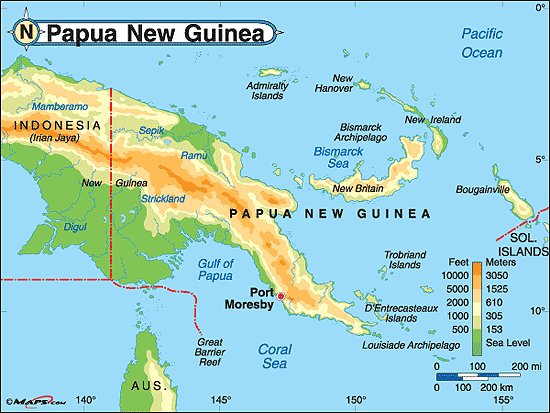 N
Papua New Guinea
0°
Pacific
Ocean
Admiralty
Islands
New
Hanover
Mamberamo
INDONESIA
(Irian Jaya)
Sepik
New Ireland
Bismarck
Archipelago
Bismarck
Sea
5°
Ramu
New Guinea
Strickland
New Britain
Bougainville
PAPUA NEW GUINEA
Digul
SOL.
ISLANDS
Gulf of
Papua
Trobriand
Islands
Port
Moresby
D'Entrecasteaux
Islands
Feet Meters
10000 3050
5000 1525
2000 610
1000 305
500 153
Sea Level
10°
Great
Barrier
Reef
Coral
Sea
Louisiade Archipelago
AUS.
0 100 200 mi
0 100 200 km
©MAPS.com
140°
145°
150°
155°